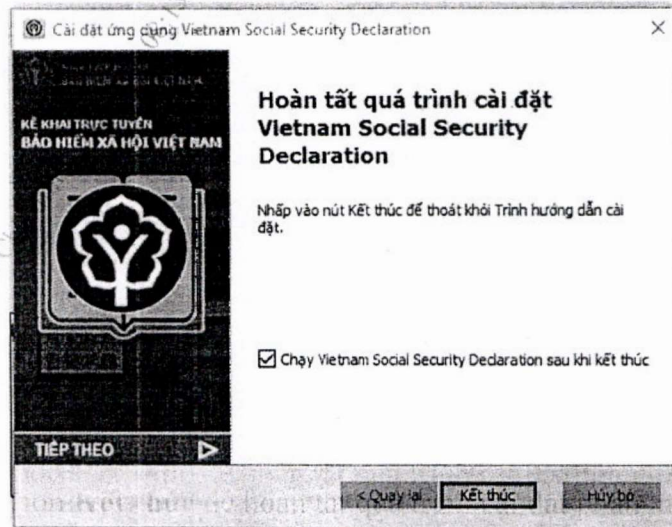 Cài đặt ứng dụng Vietnam Social Security Declaration
KÊ KHAI TRỰC TUYẾN
BẢO HIỂM XÃ HỘI VIỆT NAM
TIẾP THEO
Hoàn tất quá trình cài đặt
Vietnam Social Security
Declaration
Nhấp vào nút Kết thúc để thoát khỏi Trình hướng dẫn cài
đặt.
Chạy Vietnam Social Security Declaration sau khi kết thúc
< Quay lại
Kết thúc
Hủy bỏ